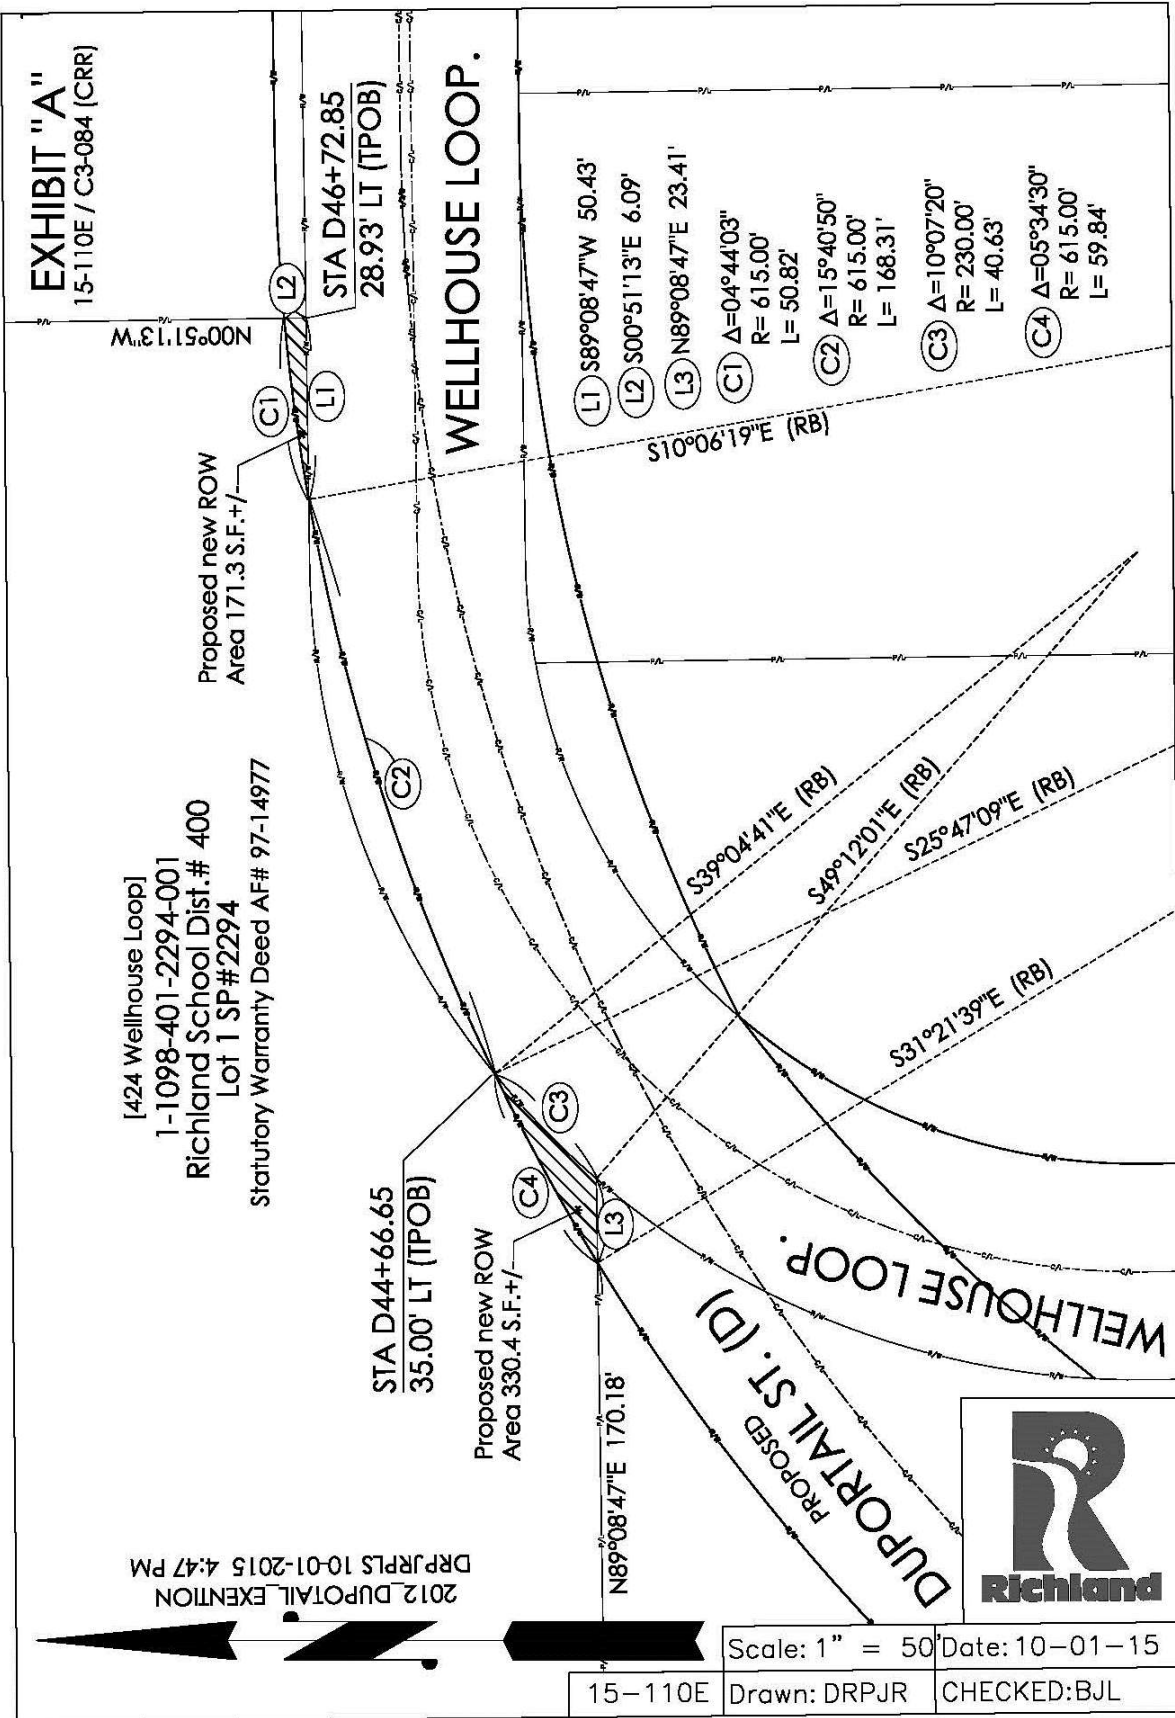 EXHIBIT "A"
15-110E / C3-084 (CRR)
N00°51'13"W
L2
C1
L1
STA D46+72.85
28.93' LT (TPOB)
WELLHOUSE LOOP.
Proposed new ROW
Area 171.3 S.F.+/-
L1 S89°08'47"W 50.43'
L2 S00°51'13"E 6.09'
L3 N89°08'47"E 23.41'
C1 Δ=04°44'03"
R= 615.00'
L= 50.82'
C2 Δ=15°40'50"
R= 615.00'
L= 168.31'
C3 Δ=10°07'20"
R= 230.00'
L= 40.63'
C4 Δ=05°34'30"
R= 615.00'
L= 59.84'
S10°06'19"E (RB)
[424 Wellhouse Loop]
1-1098-401-2294-001
Richland School Dist.# 400
Lot 1 SP#2294
Statutory Warranty Deed AF# 97-14977
C2
S39°04'41"E (RB)
S49°12'01"E (RB)
S25°47'09"E (RB)
S31°21'39"E (RB)
STA D44+66.65
35.00' LT (TPOB)
C3
C4
L3
Proposed new ROW
Area 330.4 S.F.+/-
N89°08'47"E 170.18'
WELLHOUSE LOOP.
PROPOSED
DUPORTAIL ST. (D)
2012_DUPOTAIL_EXENTION
DRPJRPLS 10-01-2015 4:47 PM
Richland
Scale: 1" = 50'
Date: 10-01-15
15-110E
Drawn: DRPJR
CHECKED:BJL